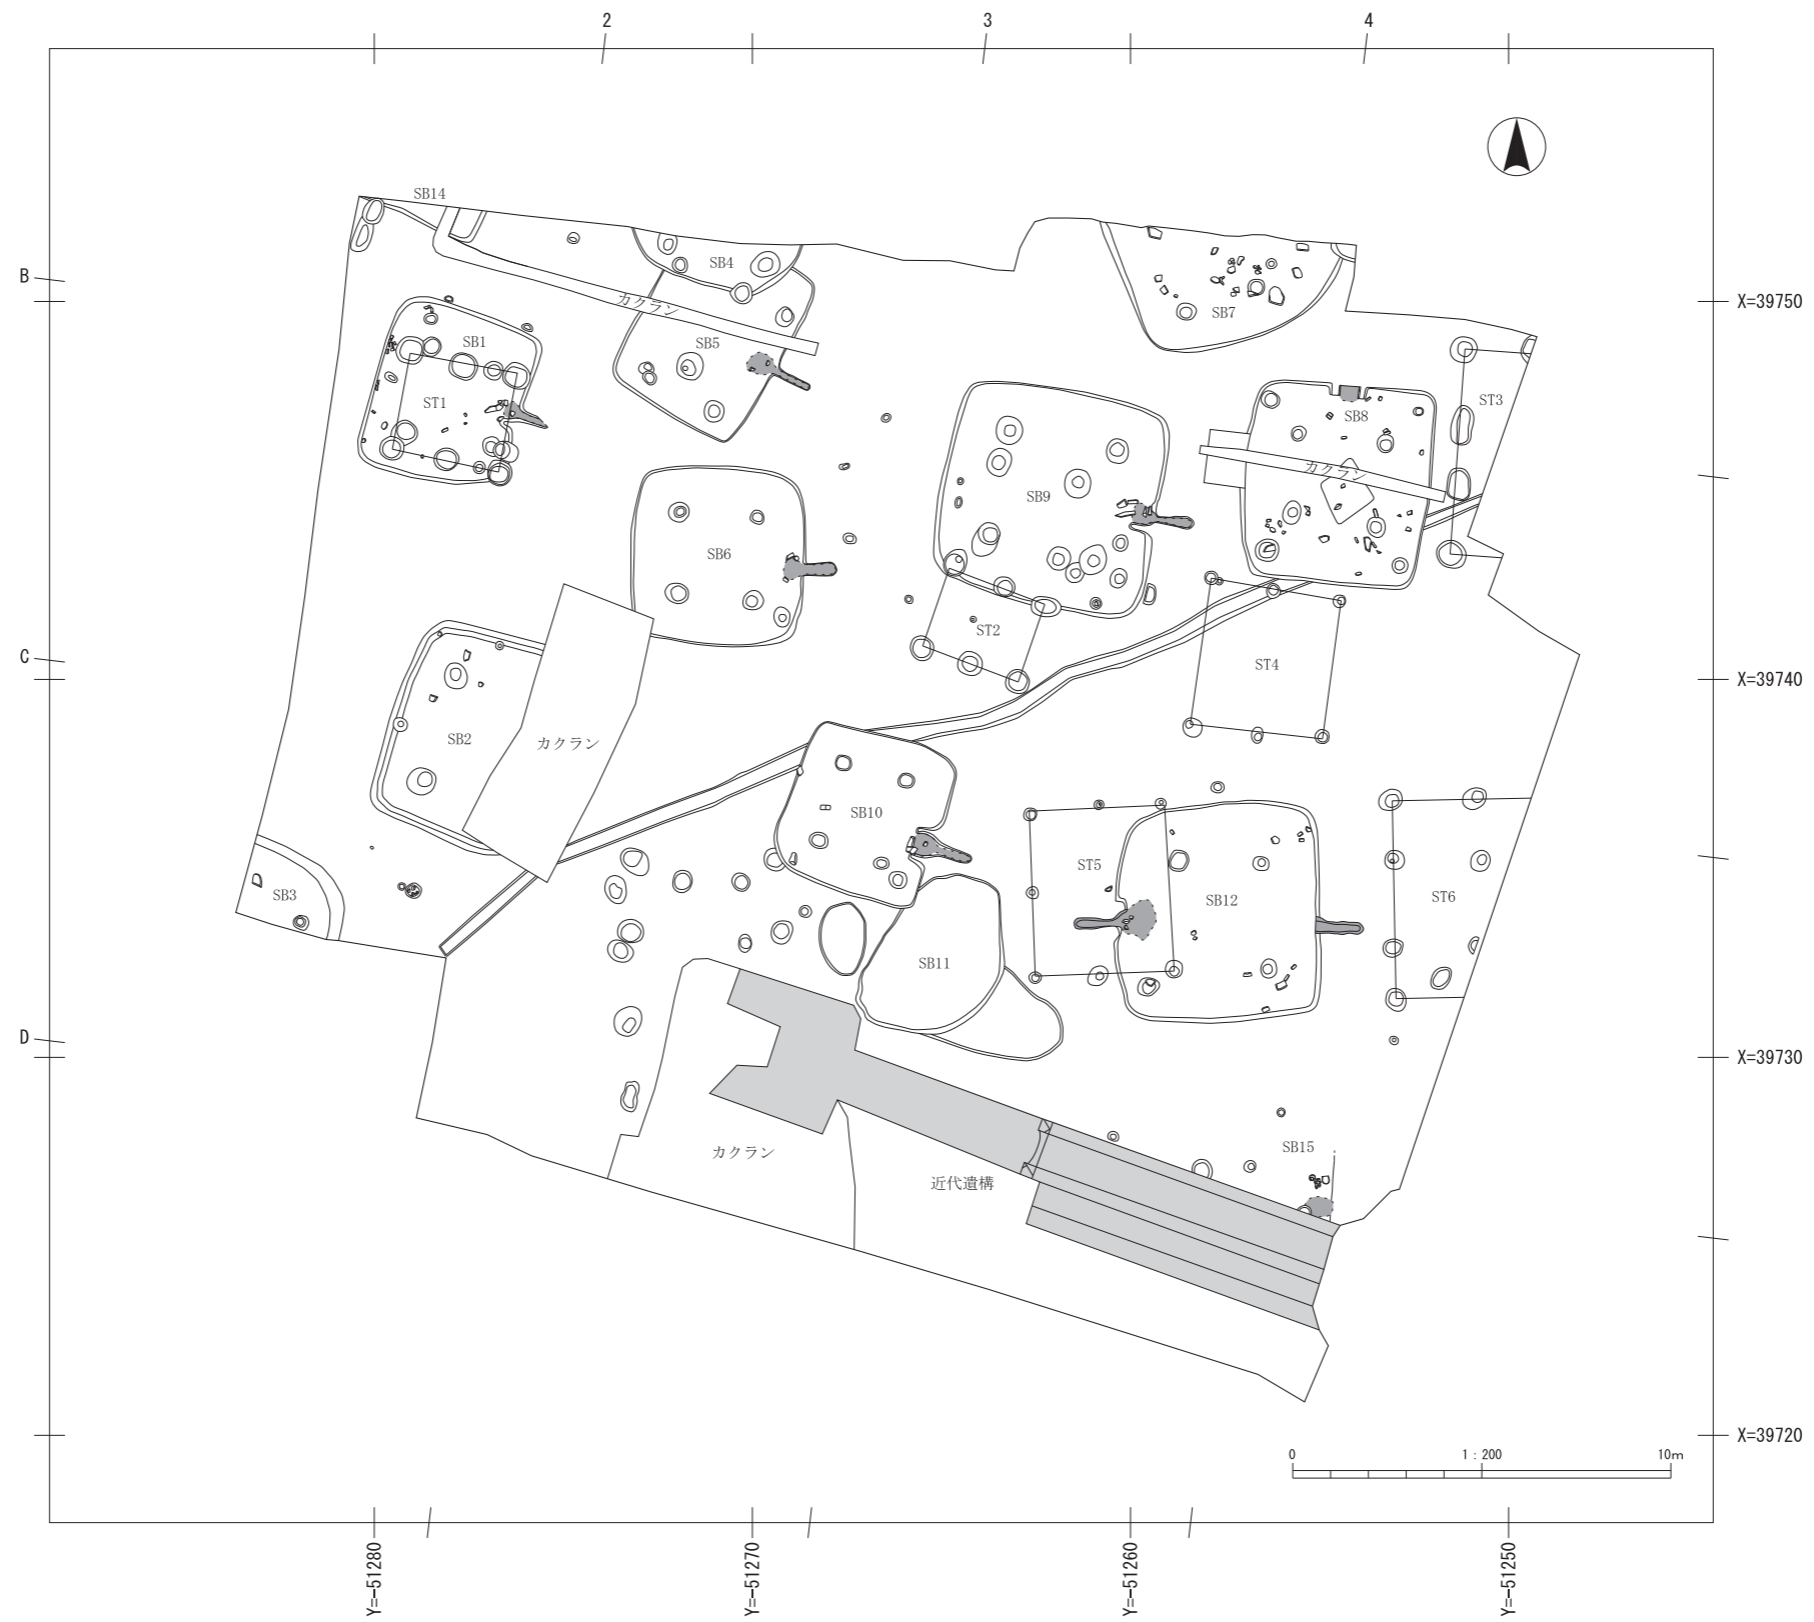 2 3 4
SB14
B
SB4
カクラン
X=39750
SB7
SB1
SB5
ST1
ST3
SB8
カクラン
SB9
SB6
ST2
C
ST4
X=39740
SB2
カクラン
SB10
ST5
SB3
SB12
ST6
SB11
D
X=39730
カクラン
SB15
近代遺構
X=39720
0 1:200 10m
Y=-51280
Y=-51270
Y=-51260
Y=-51250